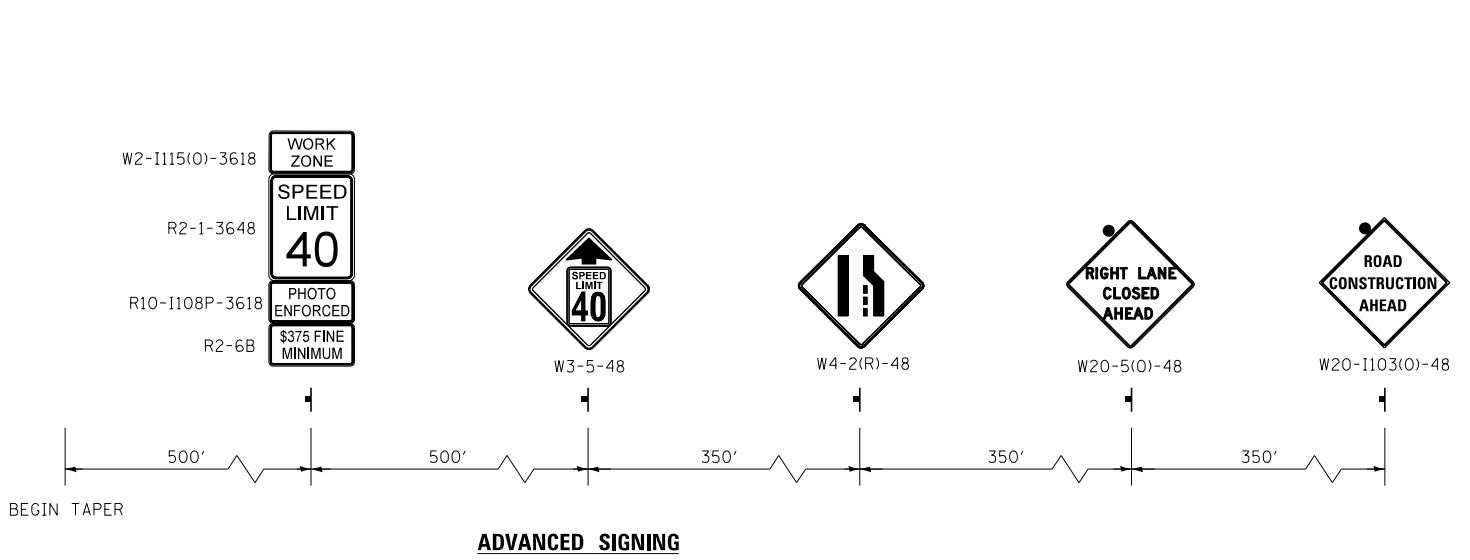 W2-I115(O)-3618
WORK
ZONE
R2-1-3648
SPEED
LIMIT
40
R10-I108P-3618
PHOTO
ENFORCED
R2-6B
$375 FINE
MINIMUM
SPEED
LIMIT
40
W3-5-48
W4-2(R)-48
RIGHT LANE
CLOSED
AHEAD
W20-5(O)-48
ROAD
CONSTRUCTION
AHEAD
W20-I103(O)-48
500'
500'
350'
350'
350'
BEGIN TAPER
ADVANCED SIGNING